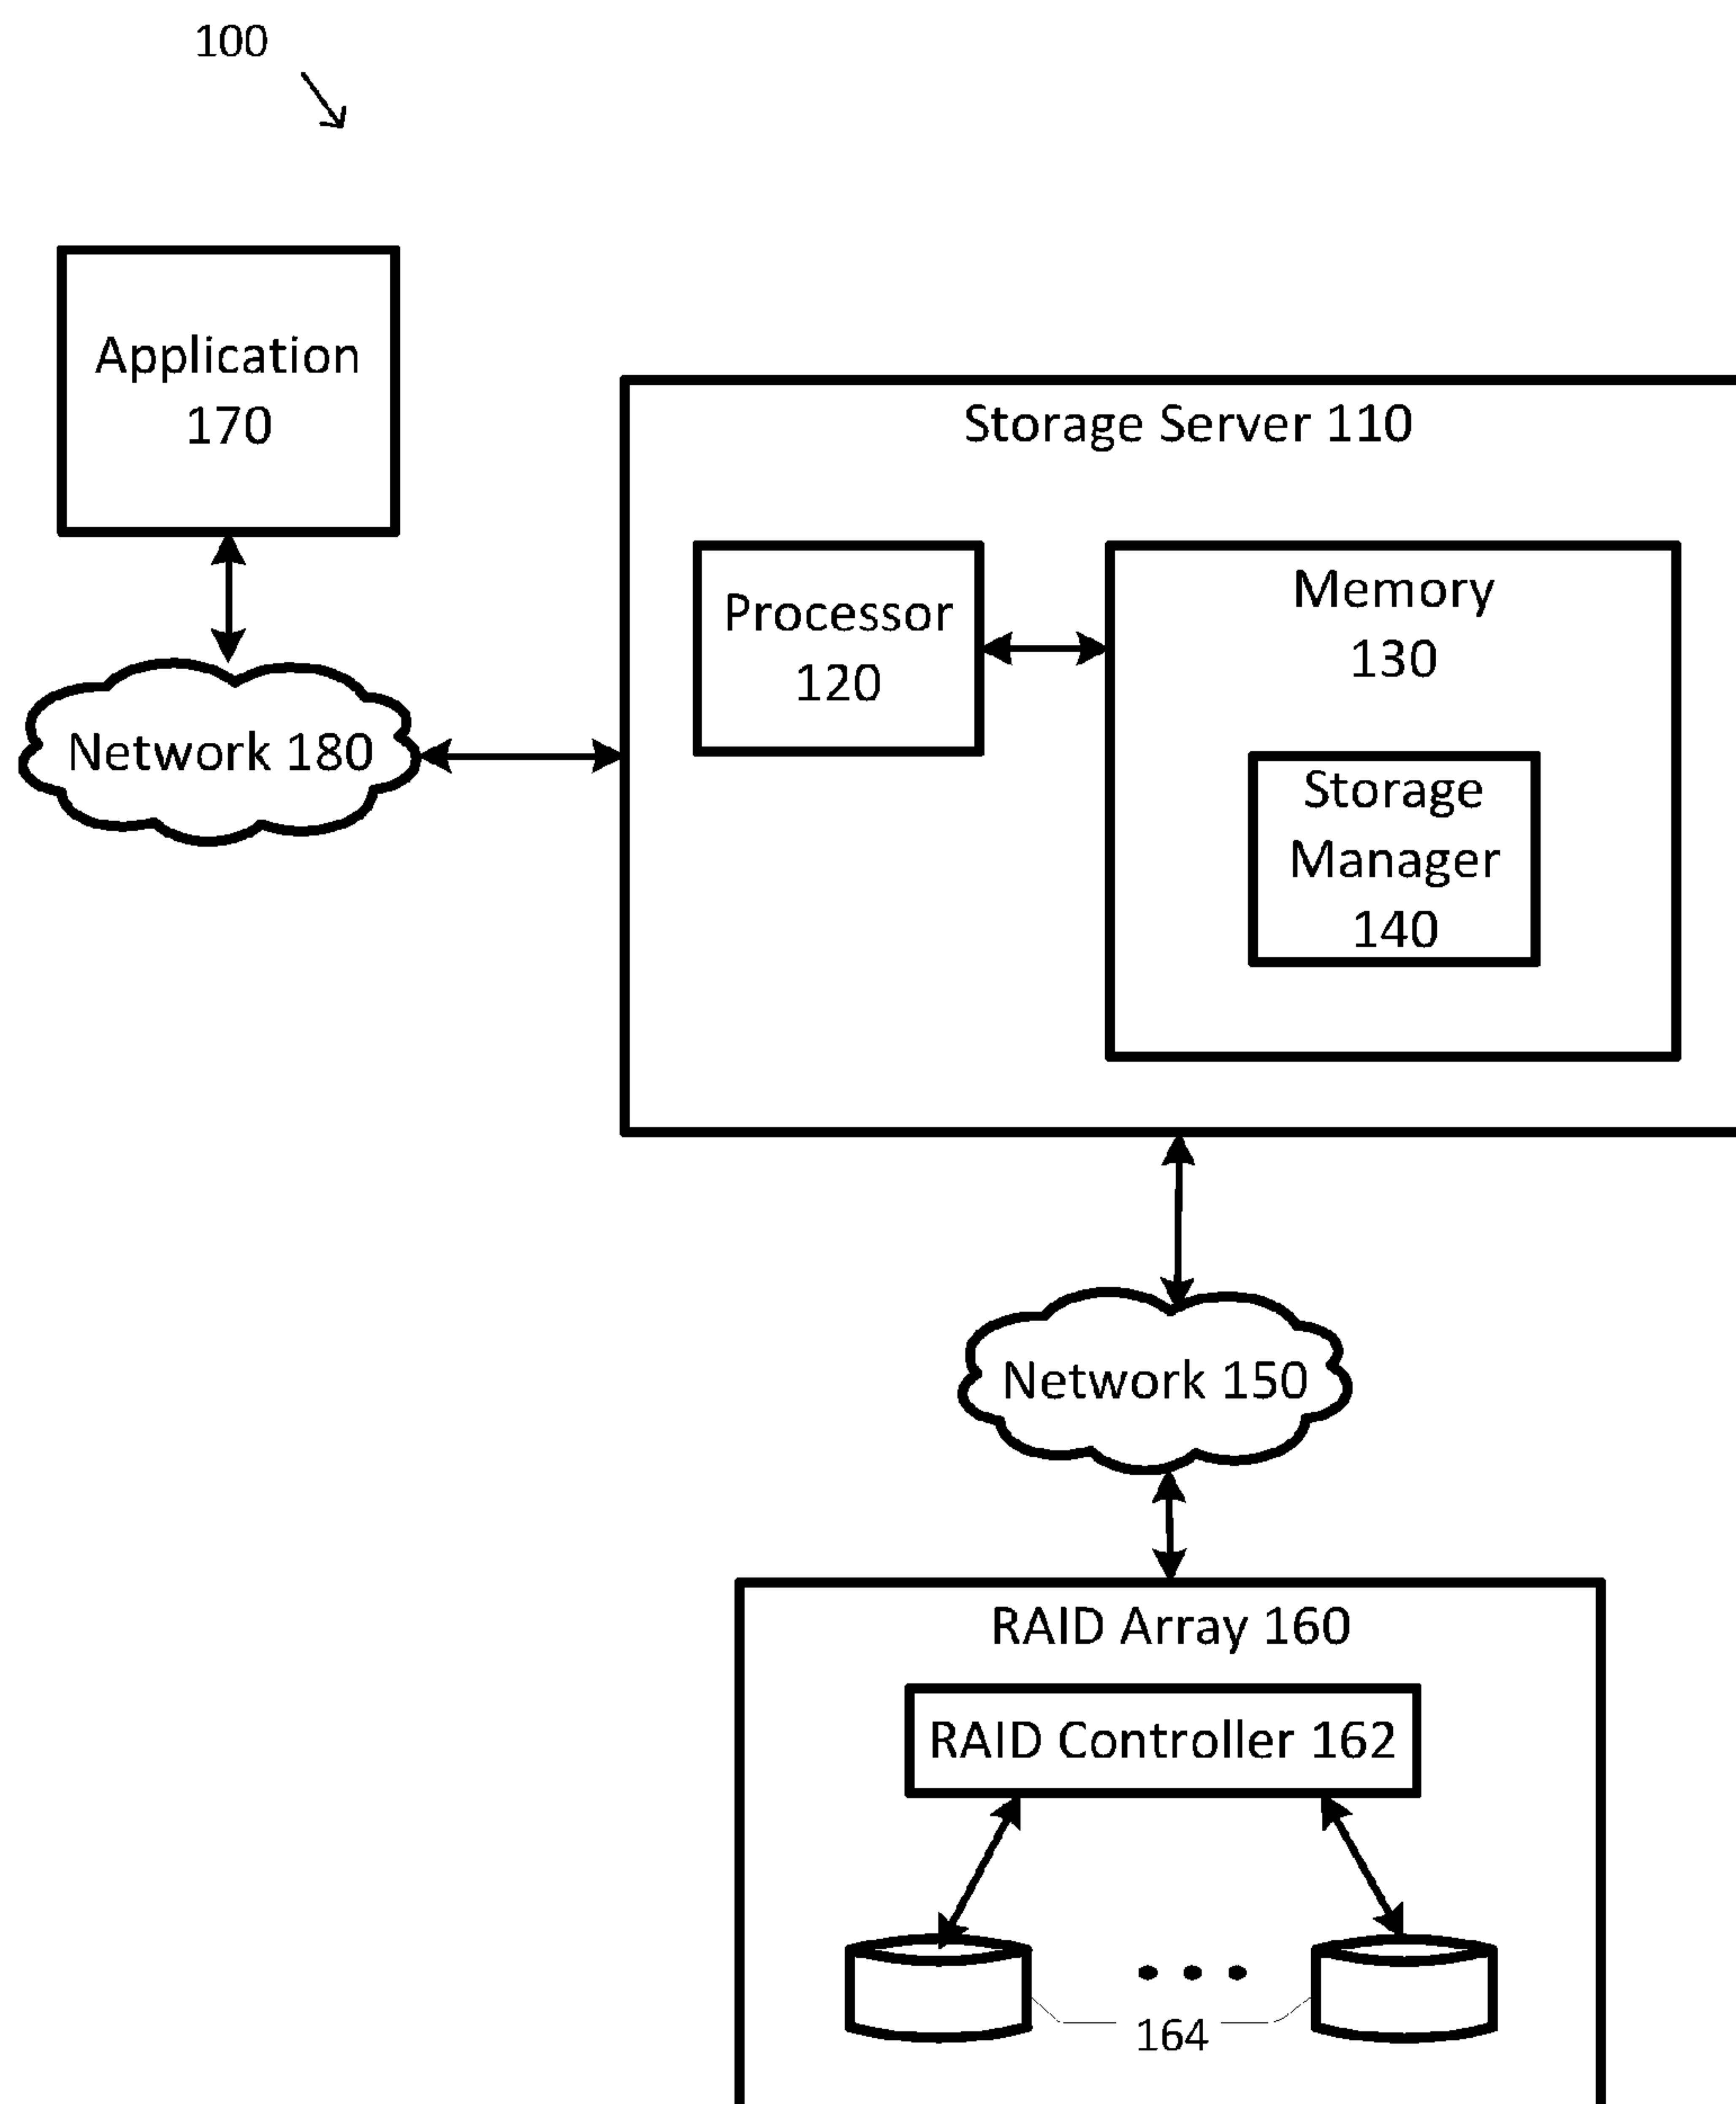 100
Application
170
Storage Server 110
Processor
120
Memory
130
Network 180
Storage
Manager
140
Network 150
RAID Array 160
RAID Controller 162
164